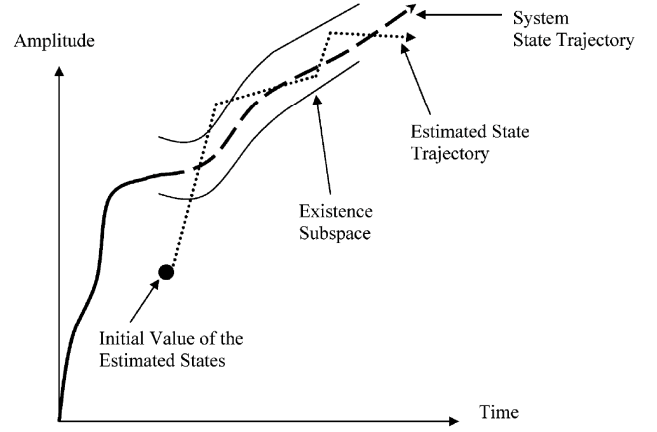 System
State Trajectory
Amplitude
Estimated State
Trajectory
Existence
Subspace
Initial Value of the
Estimated States
Time